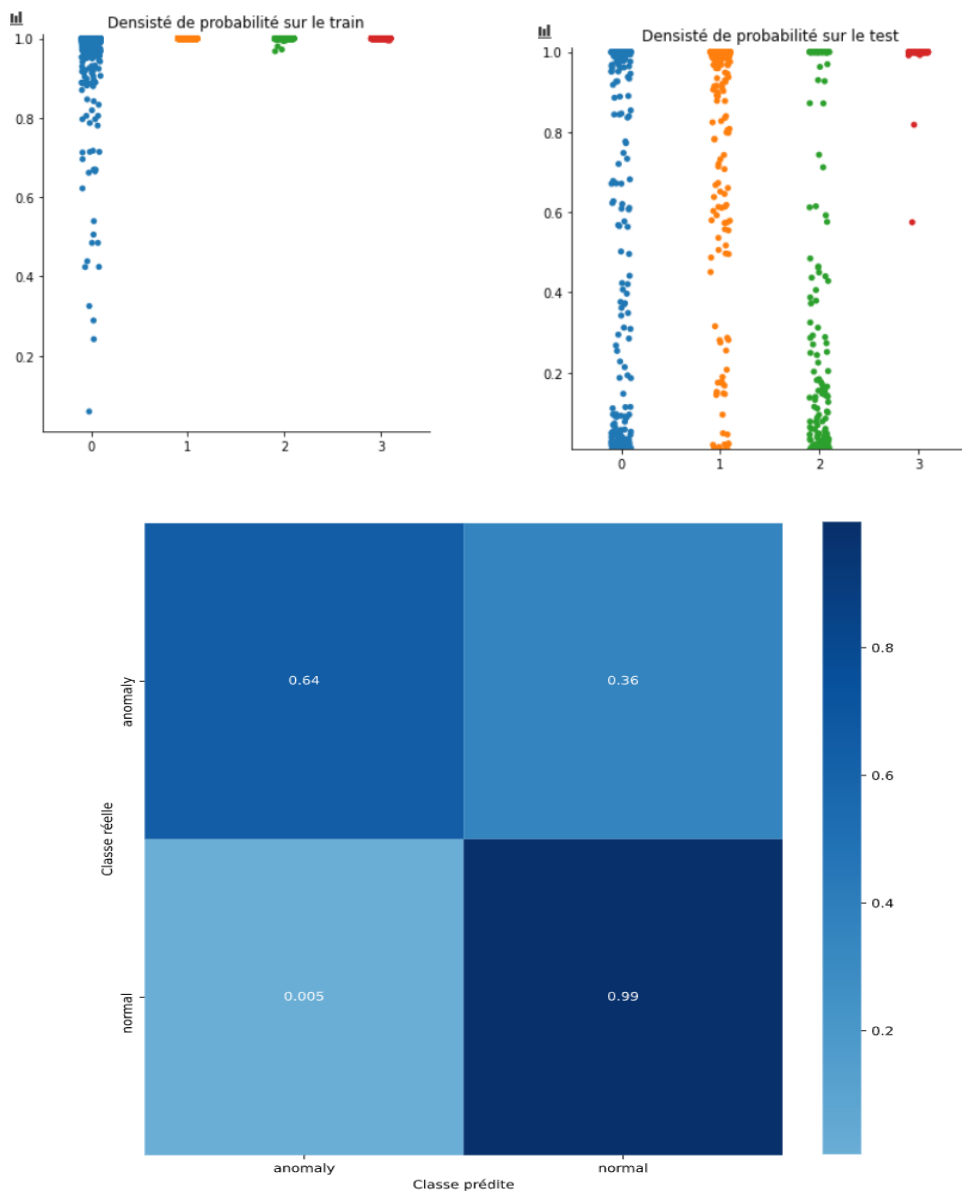 Densisté de probabilité sur le train
1.0
0.8
0.6
0.4
0.2
0 1 2 3
Densisté de probabilité sur le test
1.0
0.8
0.6
0.4
0.2
0 1 2 3
Classe réelle
anomaly
normal
0.64 0.36
0.005 0.99
anomaly normal
Classe prédite
0.8
0.6
0.4
0.2